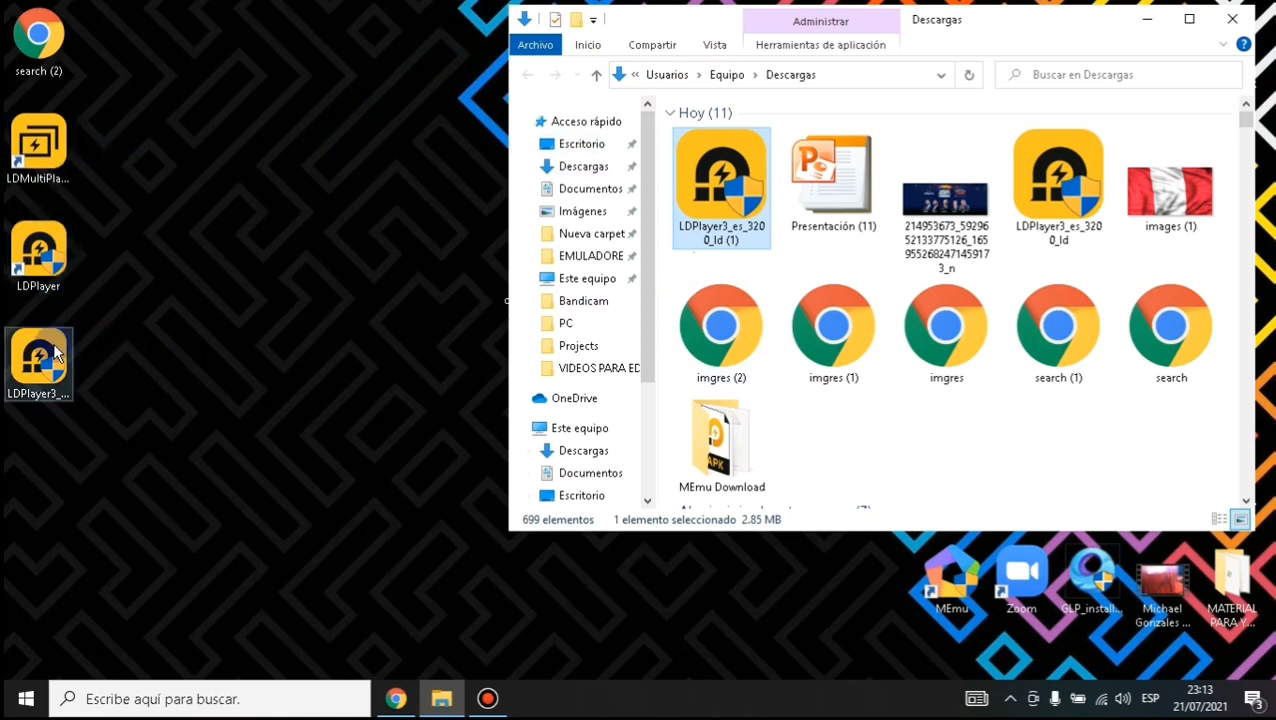 search (2)
LDMultiPla...
LDPlayer
LDPlayer3_...
Administrar
Descargas
Archivo
Inicio
Compartir
Vista
Herramientas de aplicación
« Usuarios > Equipo > Descargas
Buscar en Descargas
Acceso rápido
Escritorio
Descargas
Documentos
Imágenes
Nueva carpet
EMULADORE
Este equipo
Bandicam
PC
Projects
VIDEOS PARA ED
OneDrive
Este equipo
Descargas
Documentos
Escritorio
Hoy (11)
LDPlayer3_es_320
0_ld (1)
Presentación (11)
214953673_59296
52133775126_165
95526824714591 7
3_n
LDPlayer3_es_320
0_ld
images (1)
imgres (2)
imgres (1)
imgres
search (1)
search
APK
MEmu Download
699 elementos
1 elemento seleccionado 2.85 MB
MEmu
Zoom
GLP_install...
Michael
Gonzales ...
MATERIAL
PARA Y...
Escribe aquí para buscar.
ESP
23:13
21/07/2021
3